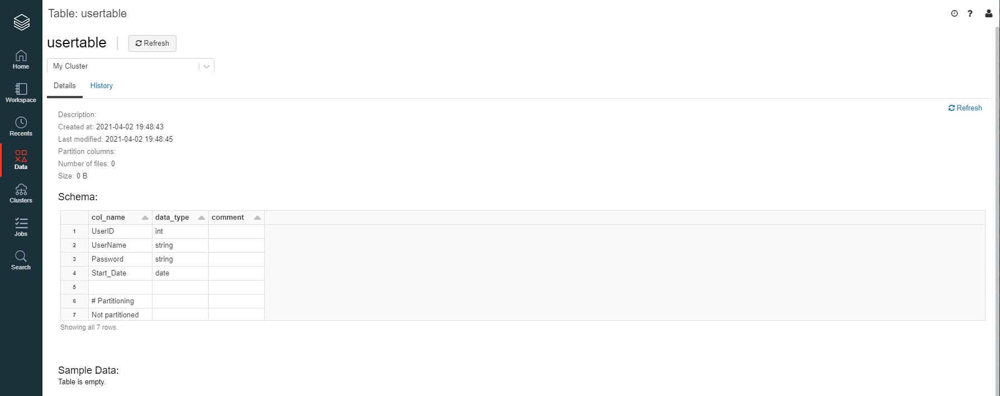 Table: usertable
?
usertable
Refresh
My Cluster
Details History
Refresh
Home
Workspace
Recents
Data
Clusters
Jobs
Search
Description:
Created at: 2021-04-02 19:48:43
Last modified: 2021-04-02 19:48:45
Partition columns:
Number of files: 0
Size: 0 B
Schema:
col_name data_type comment
1 UserID int
2 UserName string
3 Password string
4 Start_Date date
5
6 # Partitioning
7 Not partitioned
Showing all 7 rows.
Sample Data:
Table is empty.